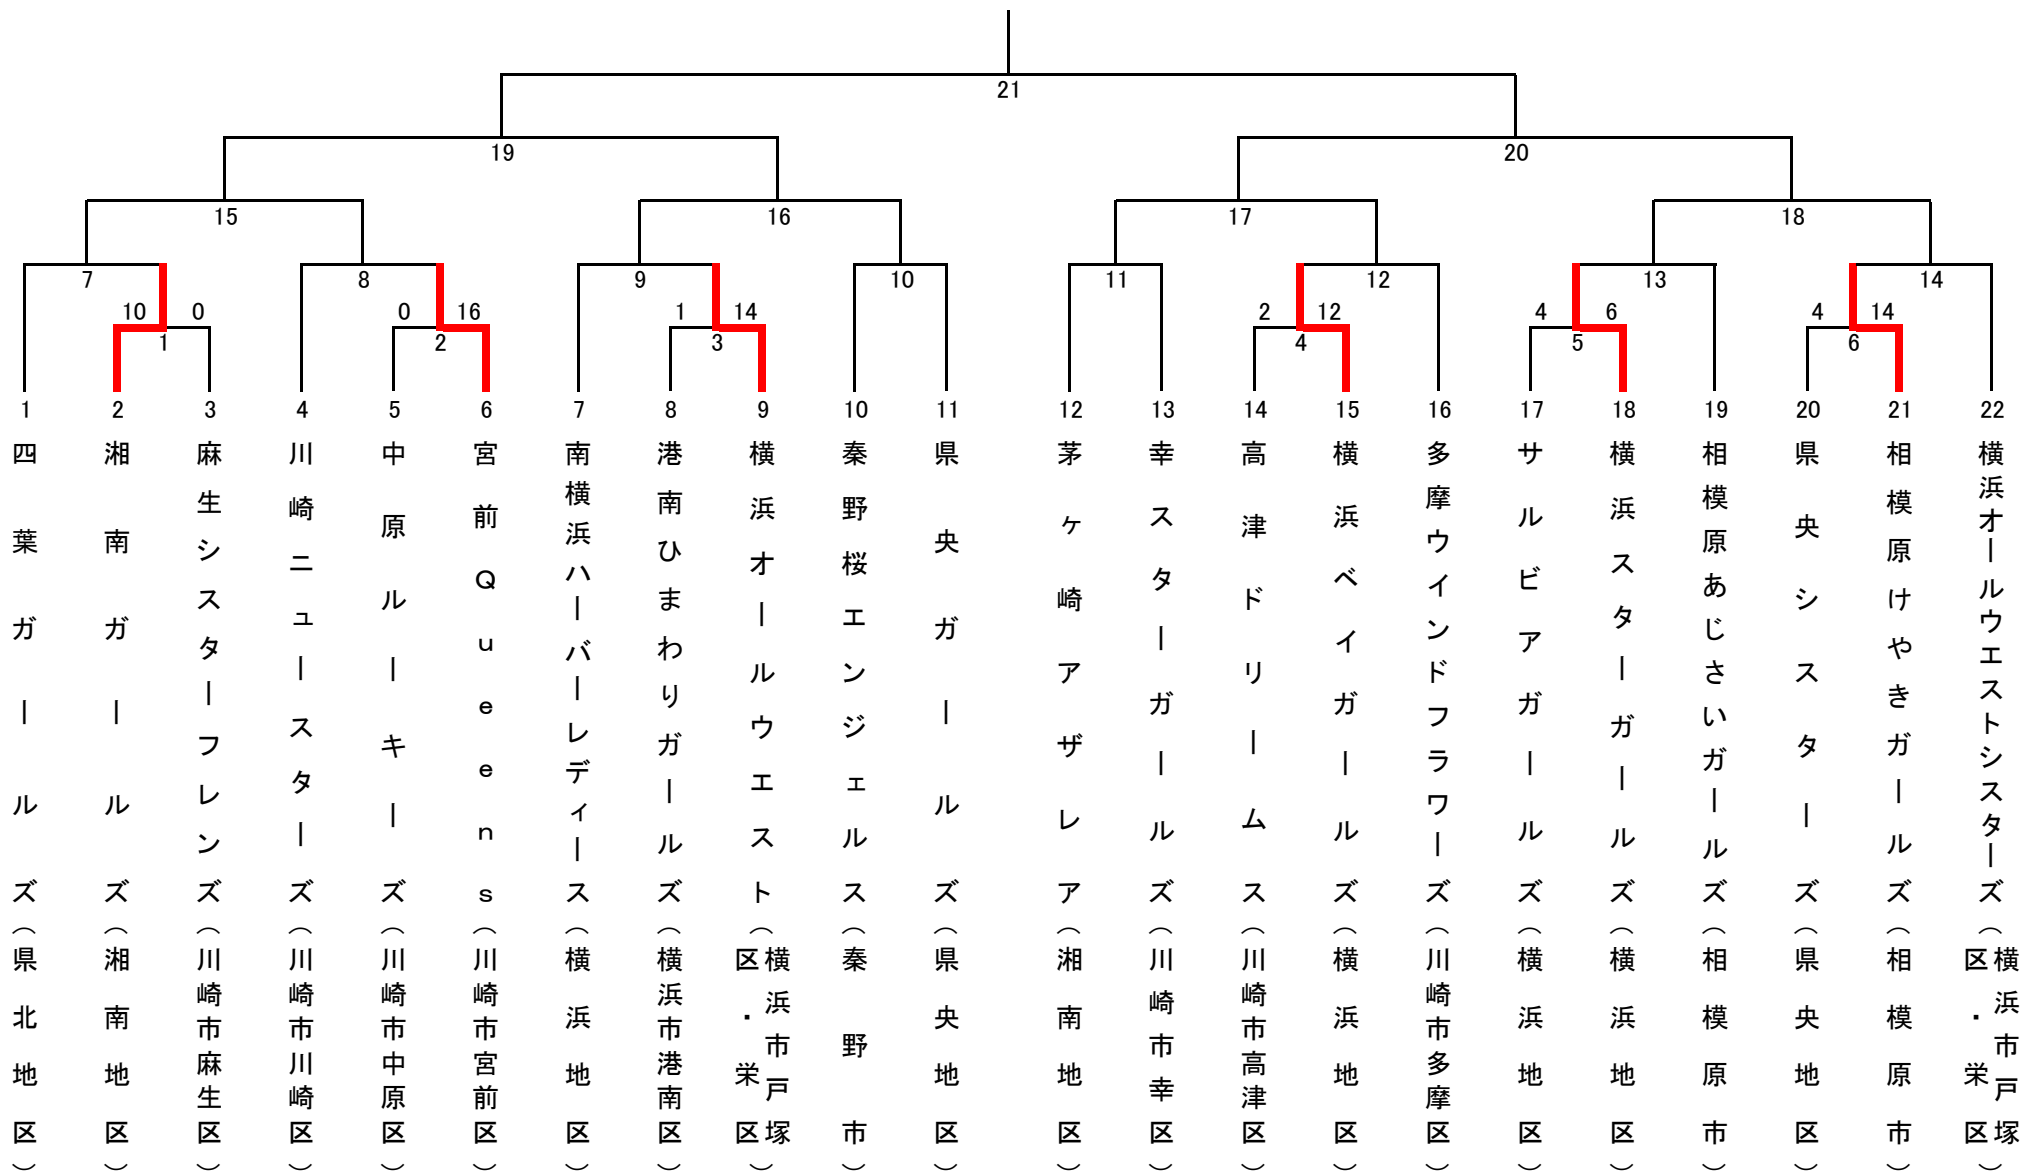 21
19
20
15
16
17
18
7
8
9
10
11
12
13
14
10 0
0 16
1 14
2 12
4 6
4 14
1
2
3
4
5
6
1 四葉ガールズ（県北地区）
2 湘南ガールズ（湘南地区）
3 麻生シスターフレンズ（川崎市麻生区）
4 川崎ニュースターズ（川崎市川崎区）
5 中原ルーキーズ（川崎市中原区）
6 宮前Ｑｕｅｅｎｓ（川崎市宮前区）
7 南横浜ハーバーレディース（横浜地区）
8 港南ひまわりガールズ（横浜市港南区）
9 横浜オールウエスト（横浜市戸塚区・栄区）
10 秦野桜エンジェルス（秦野市）
11 県央ガールズ（県央地区）
12 茅ヶ崎アザレア（湘南地区）
13 幸スターガールズ（川崎市幸区）
14 高津ドリームス（川崎市高津区）
15 横浜ベイガールズ（横浜地区）
16 多摩ウインドフラワーズ（川崎市多摩区）
17 サルビアガールズ（横浜地区）
18 横浜スターガールズ（横浜地区）
19 相模原あじさいガールズ（相模原市）
20 県央シスターズ（県央地区）
21 相模原けやきガールズ（相模原市）
22 横浜オールウエストシスターズ（横浜市戸塚区・栄区）